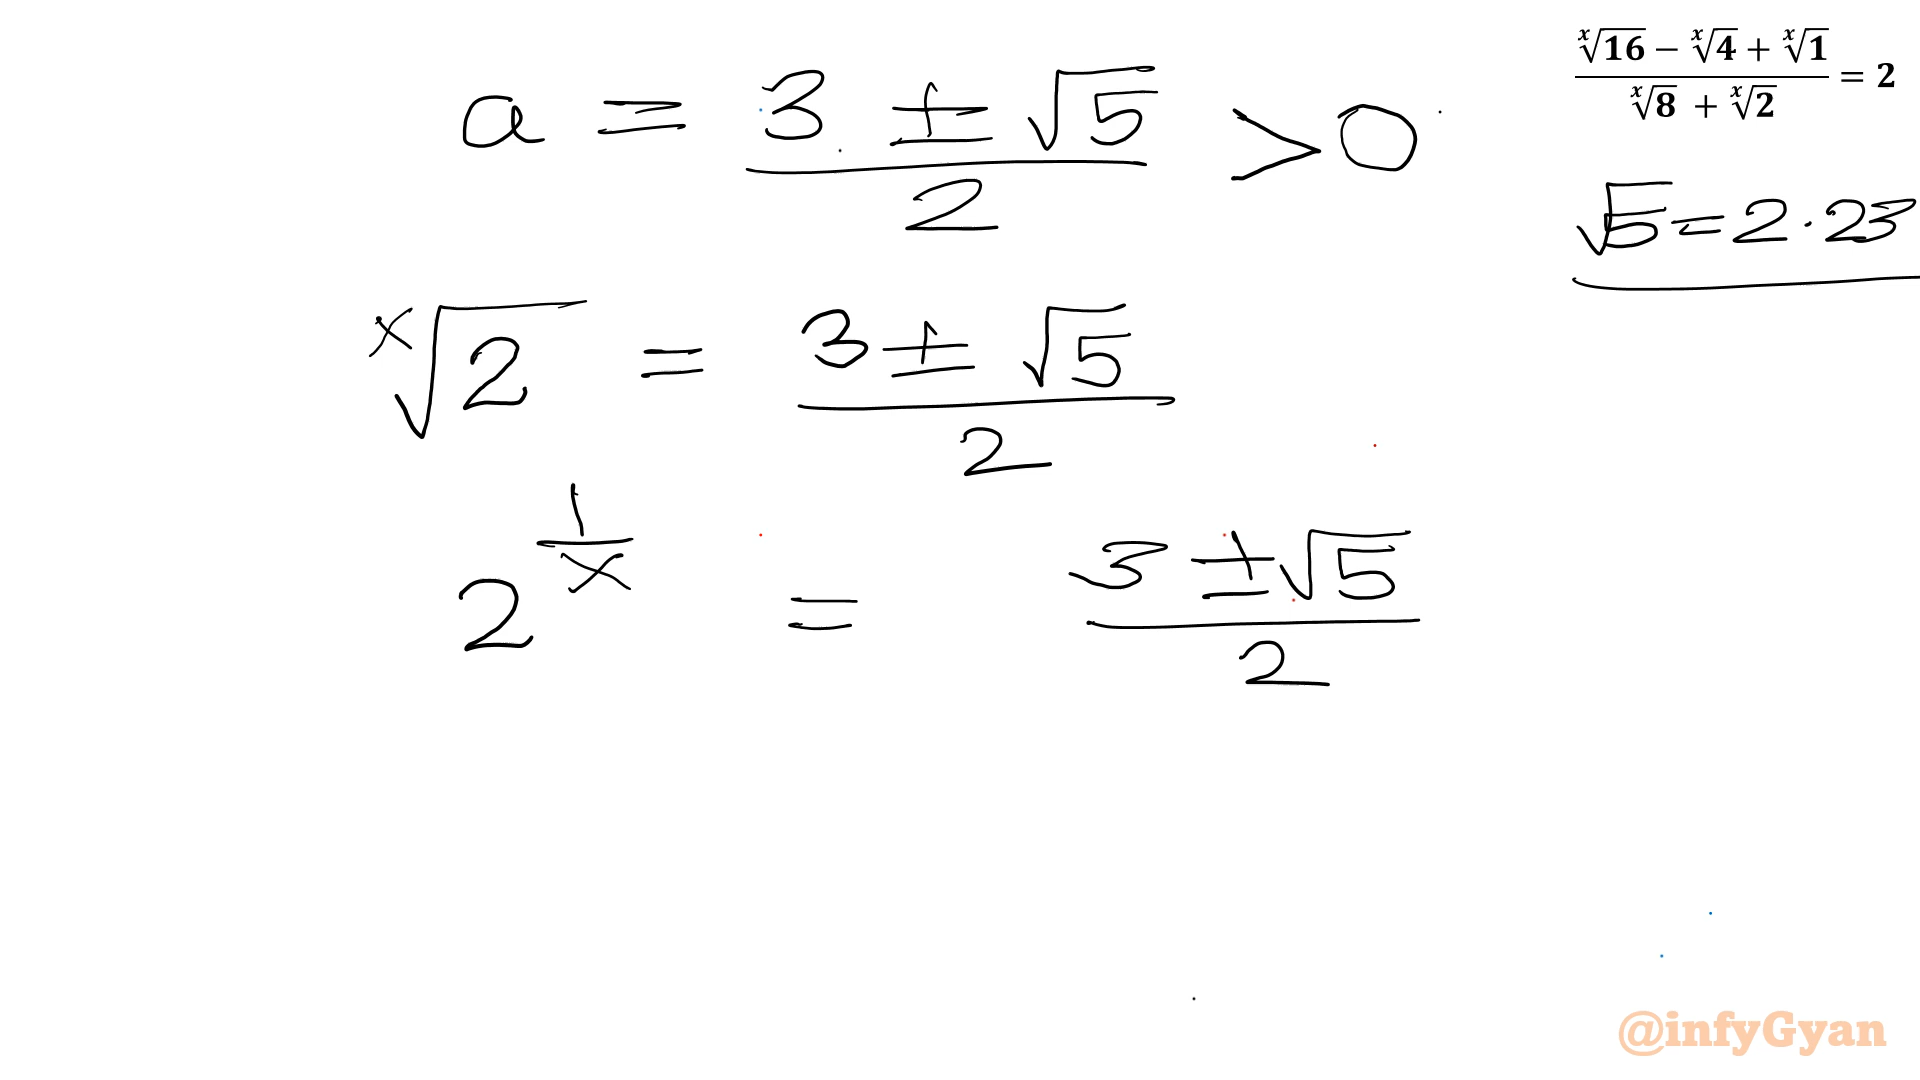 a = (3 ± √5)/2 > 0
(ˣ√16 − ˣ√4 + ˣ√1)/(ˣ√8 + ˣ√2) = 2
√5 = 2.23
ˣ√2 = (3 ± √5)/2
2^(1/x) = (3 ± √5)/2
@infyGyan